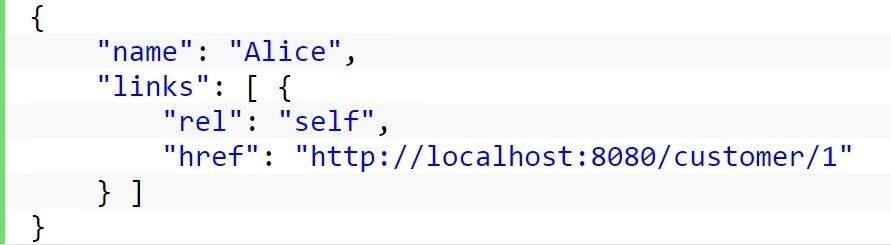 {
    "name": "Alice",
    "links": [ {
        "rel": "self",
        "href": "http://localhost:8080/customer/1"
    } ]
}